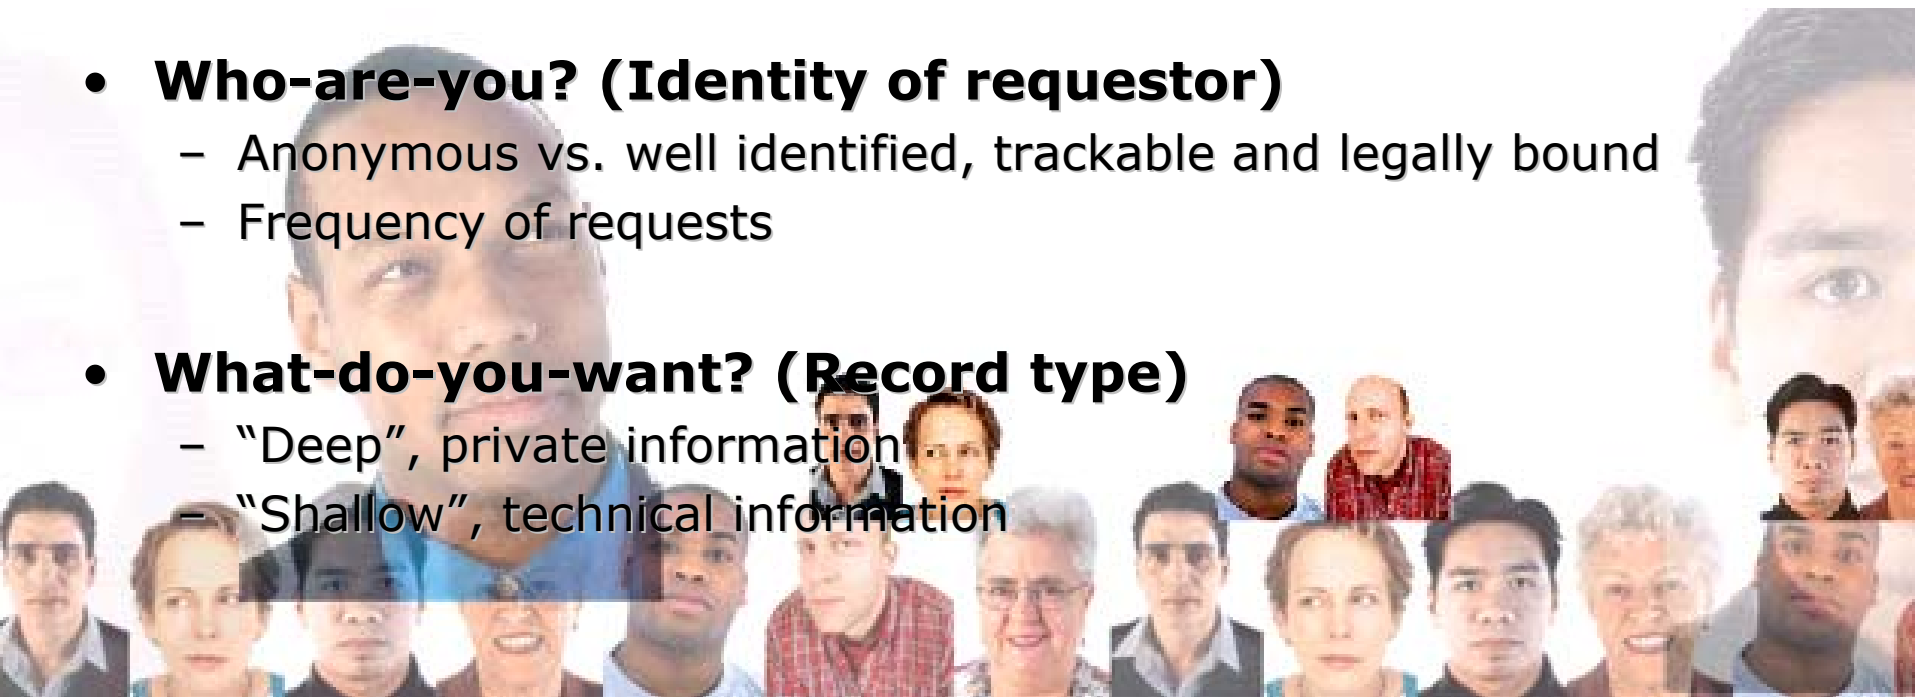 • Who-are-you? (Identity of requestor)
– Anonymous vs. well identified, trackable and legally bound
– Frequency of requests
• What-do-you-want? (Record type)
– “Deep”, private information
– “Shallow”, technical information